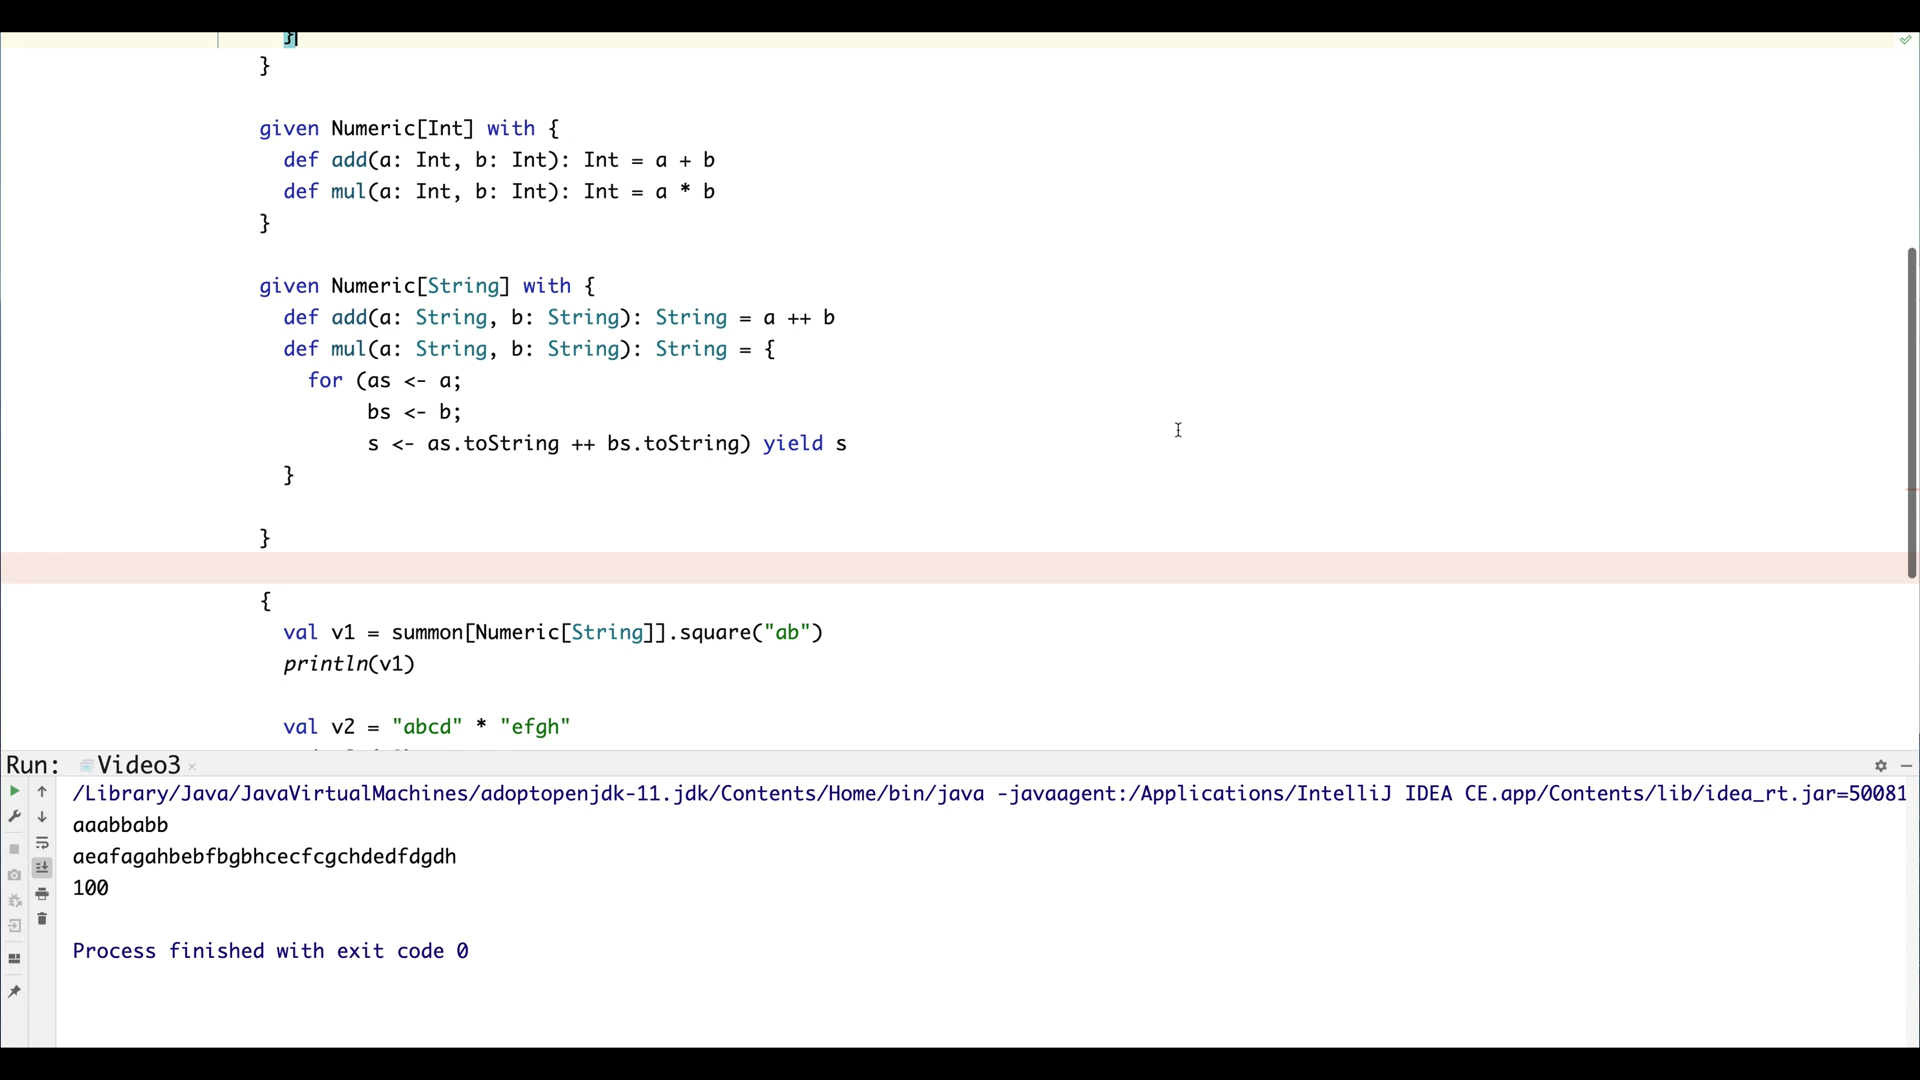 }
}
given Numeric[Int] with {
def add(a: Int, b: Int): Int = a + b
def mul(a: Int, b: Int): Int = a * b
}
given Numeric[String] with {
def add(a: String, b: String): String = a ++ b
def mul(a: String, b: String): String = {
for (as <- a;
bs <- b;
s <- as.toString ++ bs.toString) yield s
}
}
{
val v1 = summon[Numeric[String]].square("ab")
println(v1)
val v2 = "abcd" * "efgh"
Run: Video3
/Library/Java/JavaVirtualMachines/adoptopenjdk-11.jdk/Contents/Home/bin/java -javaagent:/Applications/IntelliJ IDEA CE.app/Contents/lib/idea_rt.jar=50081
aaabbabb
aeafagahbebfbgbhcecfcgchdedfdgdh
100
Process finished with exit code 0